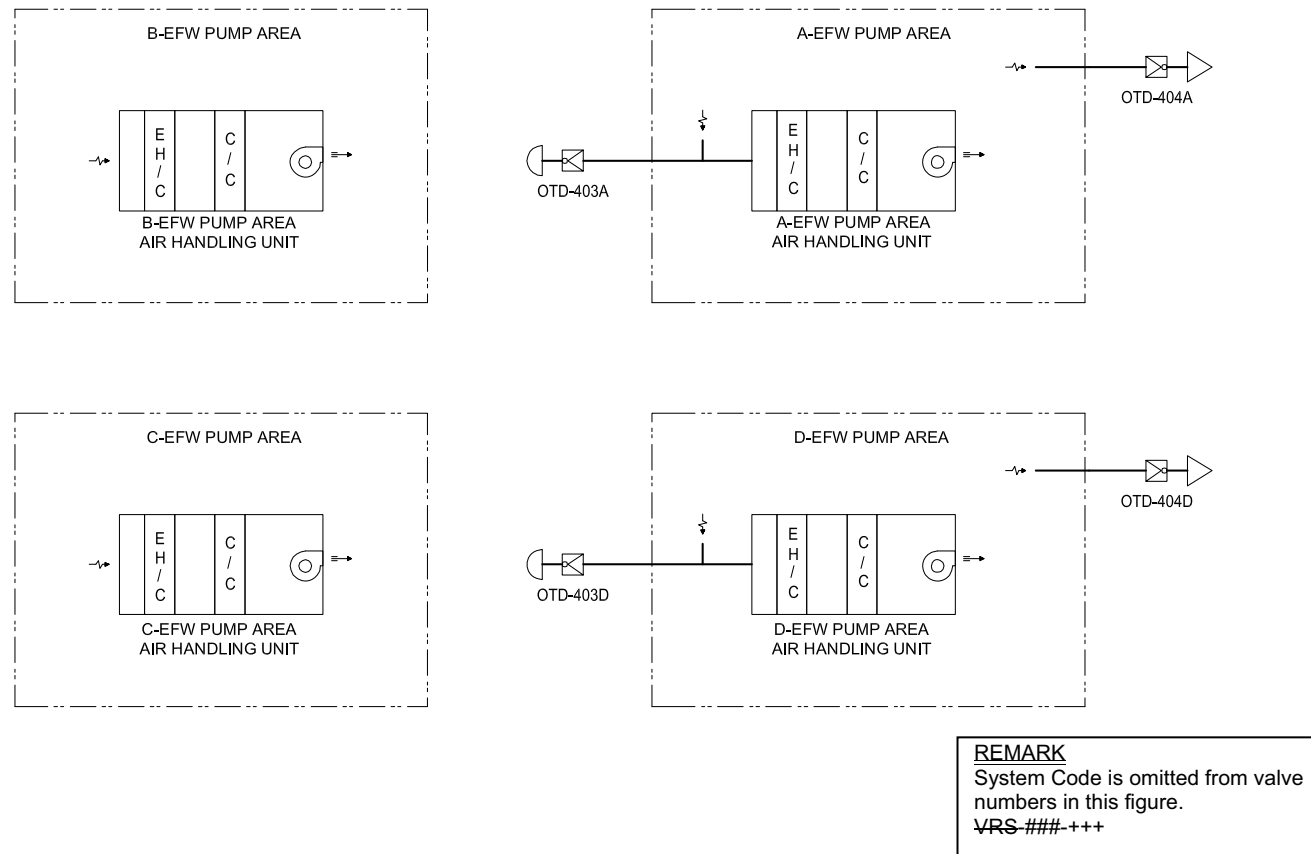 B-EFW PUMP AREA
E
H
/
C
C
/
C
B-EFW PUMP AREA
AIR HANDLING UNIT
A-EFW PUMP AREA
OTD-404A
OTD-403A
E
H
/
C
C
/
C
A-EFW PUMP AREA
AIR HANDLING UNIT
C-EFW PUMP AREA
E
H
/
C
C
/
C
C-EFW PUMP AREA
AIR HANDLING UNIT
D-EFW PUMP AREA
OTD-404D
OTD-403D
E
H
/
C
C
/
C
D-EFW PUMP AREA
AIR HANDLING UNIT
REMARK
System Code is omitted from valve
numbers in this figure.
VRS-###-+++